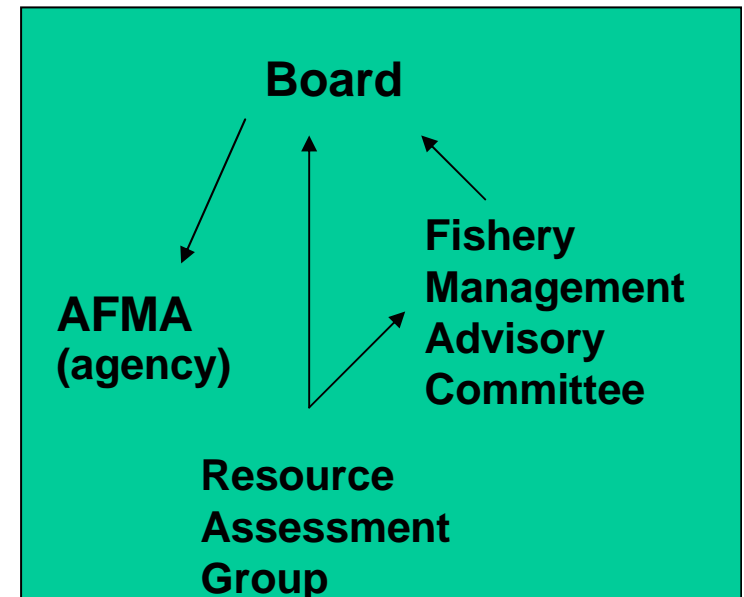 Board
Fishery
Management
Advisory
Committee
AFMA
(agency)
Resource
Assessment
Group